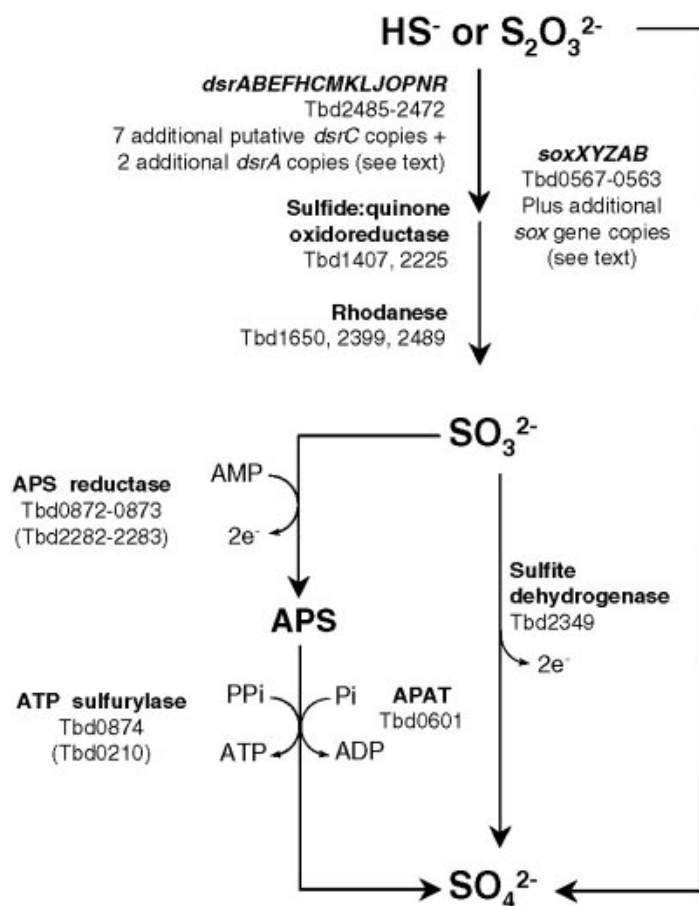 HS⁻ or S₂O₃²⁻
dsrABEFHCMKLJOPNR
Tbd2485-2472
7 additional putative dsrC copies +
2 additional dsrA copies (see text)
soxXYZAB
Tbd0567-0563
Plus additional
sox gene copies
(see text)
Sulfide:quinone
oxidoreductase
Tbd1407, 2225
Rhodanese
Tbd1650, 2399, 2489
SO₃²⁻
APS reductase
Tbd0872-0873
(Tbd2282-2283)
AMP
2e⁻
Sulfite
dehydrogenase
Tbd2349
2e⁻
APS
ATP sulfurylase
Tbd0874
(Tbd0210)
PPi
ATP
Pi
ADP
APAT
Tbd0601
SO₄²⁻